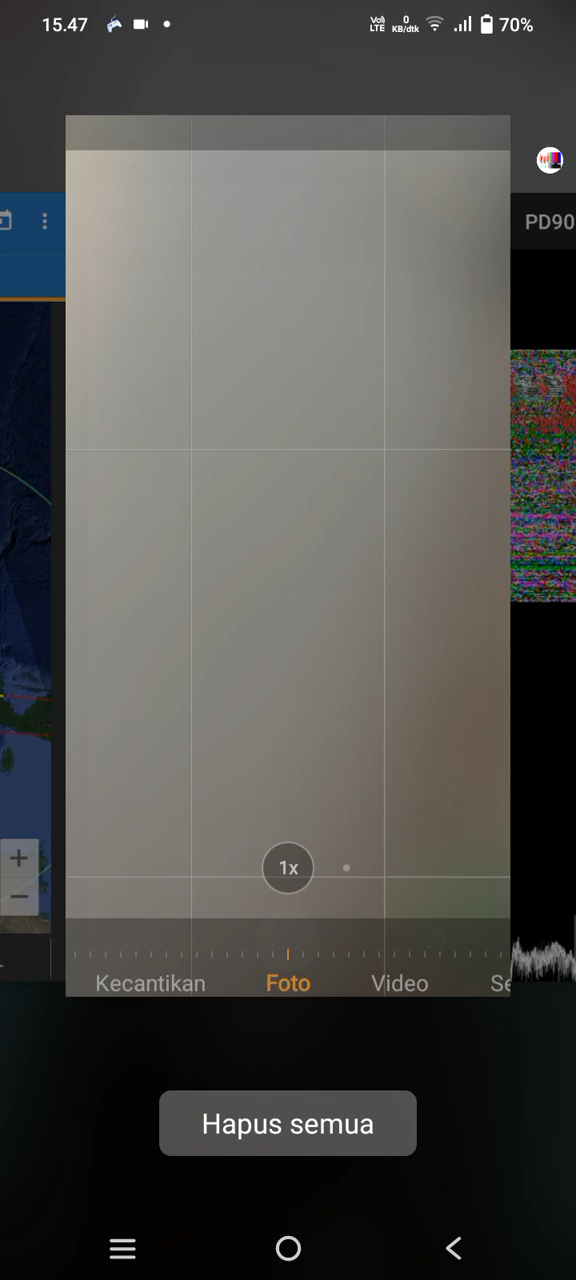 15.47
Vo)
LTE
0
KB/dtk
70%
PD90
1x
Kecantikan
Foto
Video
Se
Hapus semua